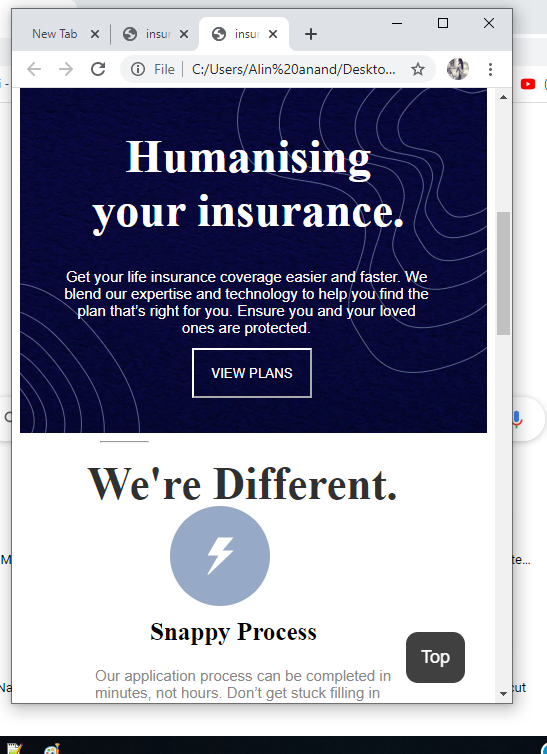 New Tab
insur
insur
File
C:/Users/Alin%20anand/Deskto...
Humanising
your insurance.
Get your life insurance coverage easier and faster. We
blend our expertise and technology to help you find the
plan that's right for you. Ensure you and your loved
ones are protected.
VIEW PLANS
We're Different.
Snappy Process
Our application process can be completed in
minutes, not hours. Don’t get stuck filling in
Top